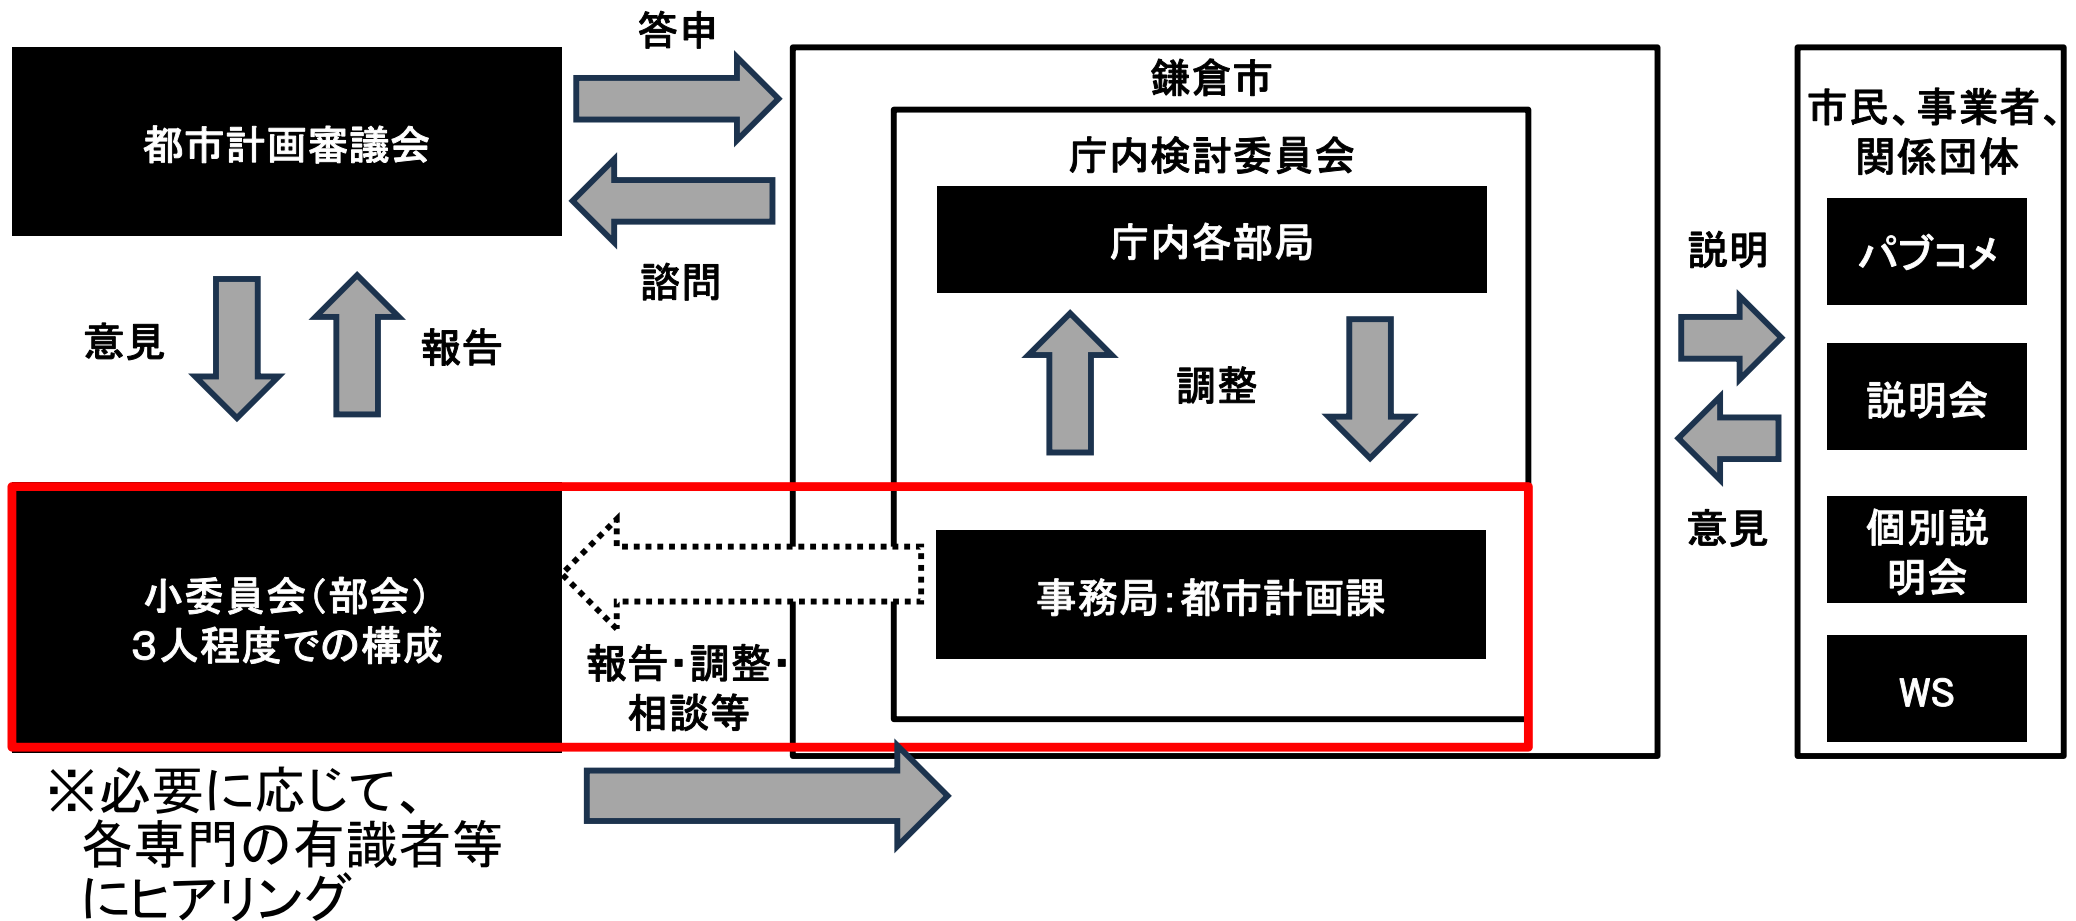 答申
都市計画審議会
諮問
意見
報告
小委員会（部会）
３人程度での構成
※必要に応じて、
各専門の有識者等
にヒアリング
報告・調整・
相談等
鎌倉市
庁内検討委員会
庁内各部局
調整
事務局：都市計画課
説明
意見
市民、事業者、
関係団体
パブコメ
説明会
個別説
明会
WS